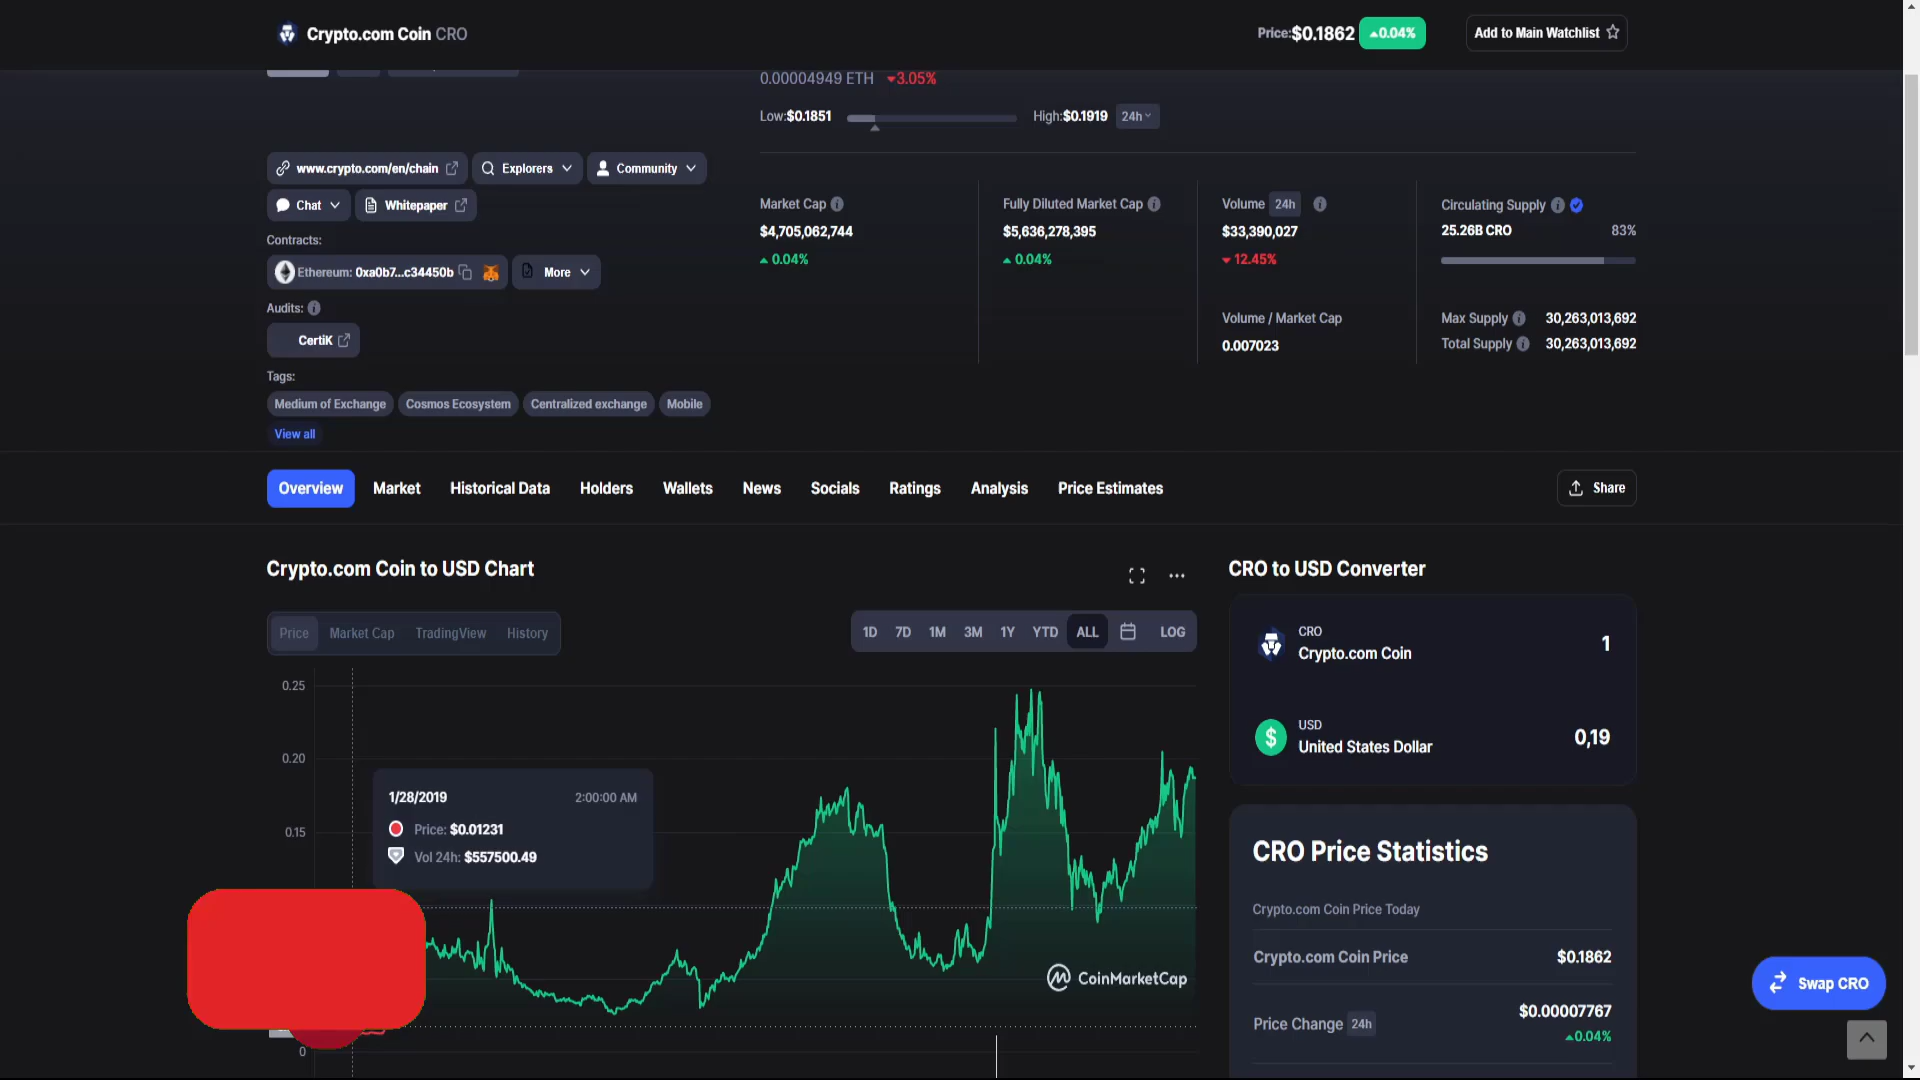 Crypto.com Coin CRO
Price:$0.1862 0.04%
Add to Main Watchlist
0.00004949 ETH 3.05%
Low:$0.1851 High:$0.1919 24h
www.crypto.com/en/chain Explorers Community
Chat Whitepaper
Contracts:
Ethereum: 0xa0b7...c34450b More
Audits:
CertiK
Tags:
Medium of Exchange Cosmos Ecosystem Centralized exchange Mobile
View all
Market Cap
$4,705,062,744
0.04%
Fully Diluted Market Cap
$5,636,278,395
0.04%
Volume 24h
$33,390,027
12.45%
Volume / Market Cap
0.007023
Circulating Supply
25.26B CRO 83%
Max Supply 30,263,013,692
Total Supply 30,263,013,692
Overview Market Historical Data Holders Wallets News Socials Ratings Analysis Price Estimates Share
Crypto.com Coin to USD Chart
Price Market Cap TradingView History
1D 7D 1M 3M 1Y YTD ALL LOG
0.25
0.20
0.15
0
1/28/2019 2:00:00 AM
Price: $0.01231
Vol 24h: $557500.49
CoinMarketCap
CRO to USD Converter
CRO
Crypto.com Coin 1
USD
United States Dollar 0,19
$
CRO Price Statistics
Crypto.com Coin Price Today
Crypto.com Coin Price $0.1862
Price Change 24h $0.00007767
0.04%
Swap CRO